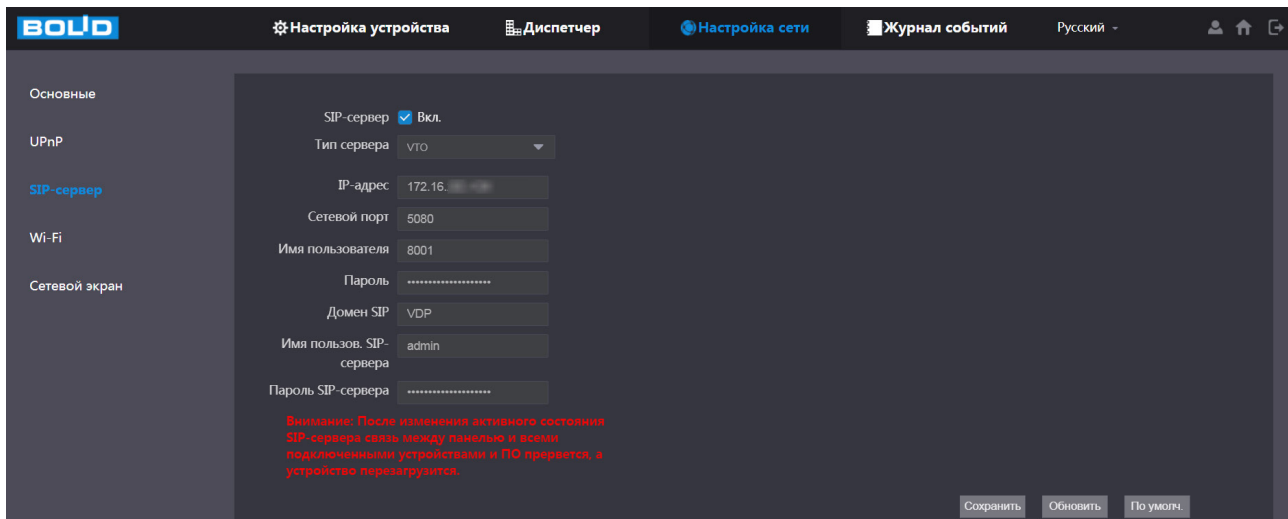 BOLID Настройка устройства Диспетчер Настройка сети Журнал событий Русский
Основные
UPnP
SIP-сервер
Wi-Fi
Сетевой экран
SIP-сервер Вкл.
Тип сервера VTO
IP-адрес 172.16.
Сетевой порт 5080
Имя пользователя 8001
Пароль ••••••••••••••••••••
Домен SIP VDP
Имя пользов. SIP- admin
сервера
Пароль SIP-сервера ••••••••••••••••••••
Внимание: После изменения активного состояния
SIP-сервера связь между панелью и всеми
подключенными устройствами и ПО прервется, а
устройство перезагрузится.
Сохранить Обновить По умолч.